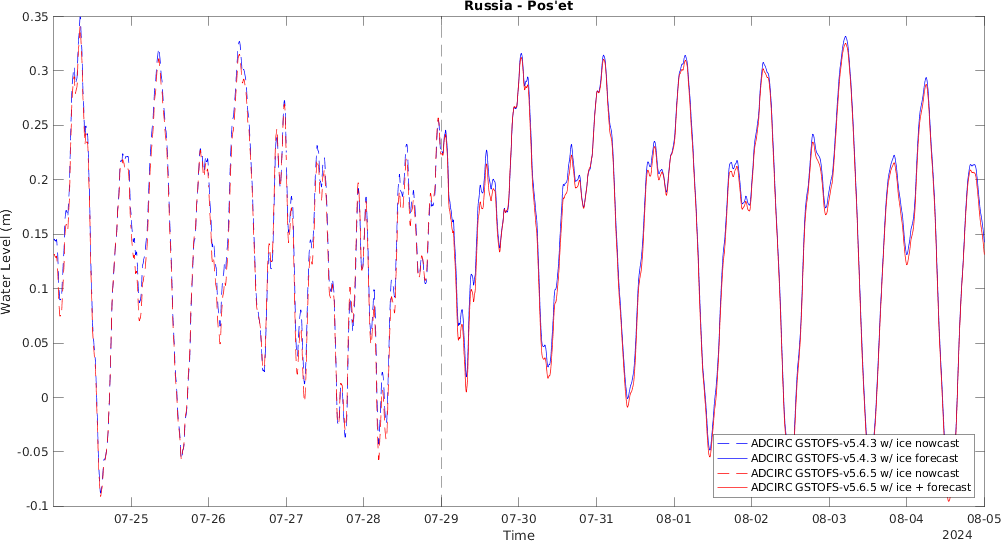 Russia - Pos'et
0.35
0.3
0.25
0.2
0.15
0.1
0.05
0
-0.05
-0.1
Water Level (m)
ADCIRC GSTOFS-v5.4.3 w/ ice nowcast
ADCIRC GSTOFS-v5.4.3 w/ ice forecast
ADCIRC GSTOFS-v5.6.5 w/ ice nowcast
ADCIRC GSTOFS-v5.6.5 w/ ice + forecast
07-25 07-26 07-27 07-28 07-29 07-30 07-31 08-01 08-02 08-03 08-04 08-05
Time
2024